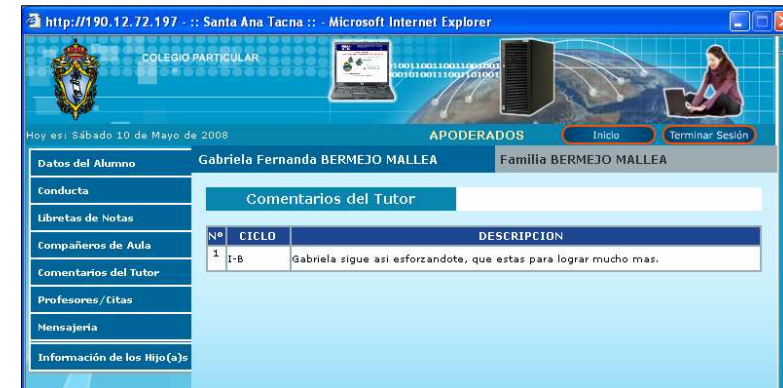 http://190.12.72.197 - :: Santa Ana Tacna :: - Microsoft Internet Explorer
COLEGIO PARTICULAR
Hoy es: Sábado 10 de Mayo de 2008
APODERADOS
Inicio
Terminar Sesión
Datos del Alumno
Conducta
Libretas de Notas
Compañeros de Aula
Comentarios del Tutor
Profesores/Citas
Mensajeria
Información de los Hijo(a)s
Gabriela Fernanda BERMEJO MALLEA
Familia BERMEJO MALLEA
Comentarios del Tutor
Nº CICLO DESCRIPCION
1 I-B Gabriela sigue asi esforzandote, que estas para lograr mucho mas.